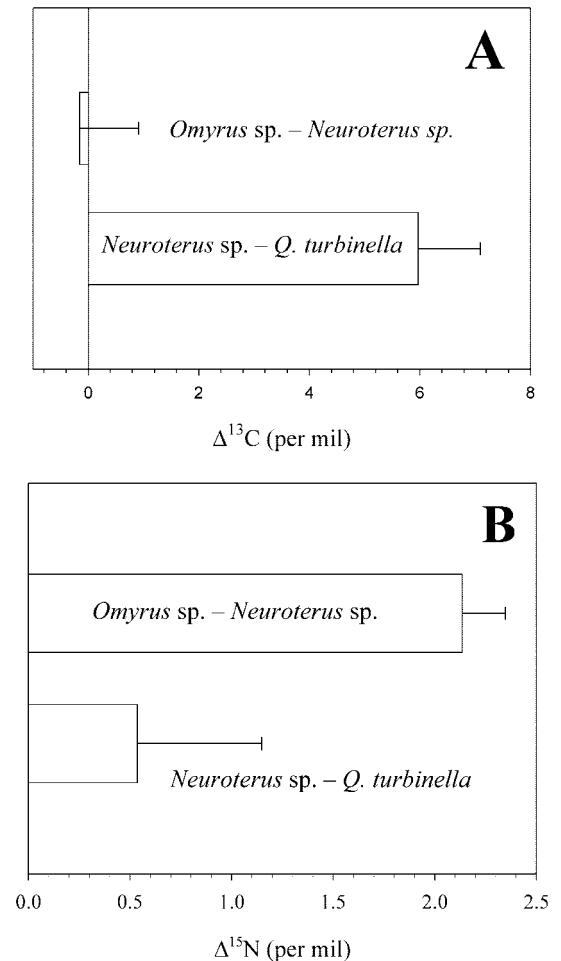 A
Omyrus sp. – Neuroterus sp.
Neuroterus sp. – Q. turbinella
0 2 4 6 8
Δ¹³C (per mil)
B
Omyrus sp. – Neuroterus sp.
Neuroterus sp. – Q. turbinella
0.0 0.5 1.0 1.5 2.0 2.5
Δ¹⁵N (per mil)